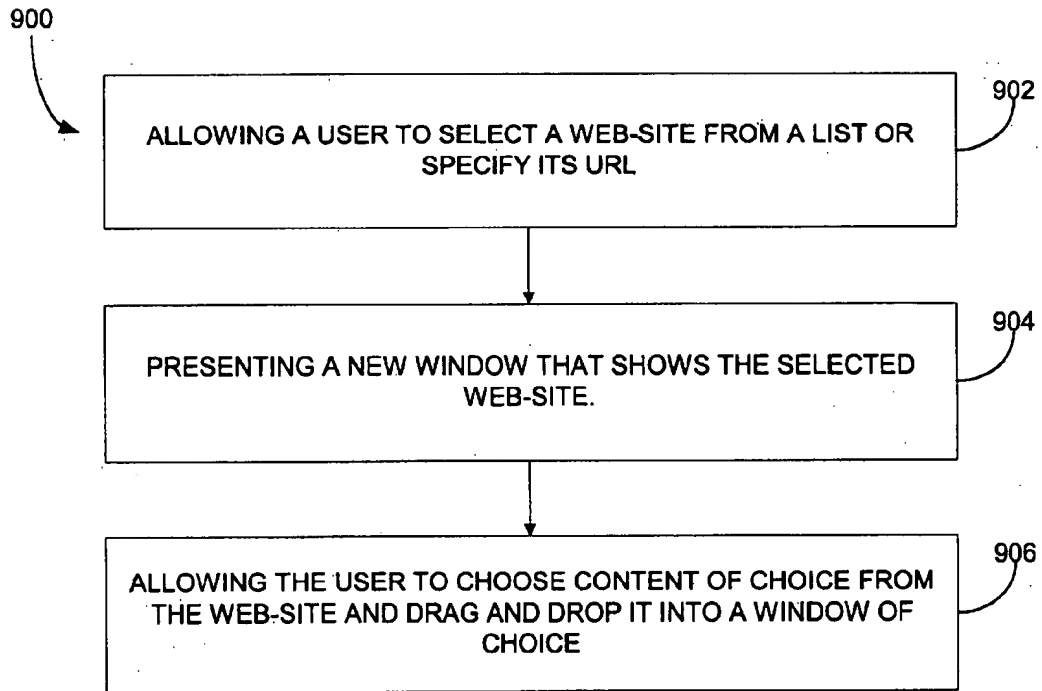 900
902
ALLOWING A USER TO SELECT A WEB-SITE FROM A LIST OR
SPECIFY ITS URL
904
PRESENTING A NEW WINDOW THAT SHOWS THE SELECTED
WEB-SITE.
906
ALLOWING THE USER TO CHOOSE CONTENT OF CHOICE FROM
THE WEB-SITE AND DRAG AND DROP IT INTO A WINDOW OF
CHOICE